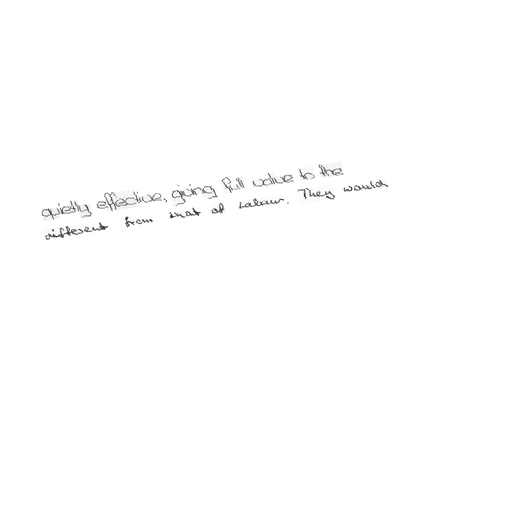 quietly effective, giving full value to the
different from that of Labour. They would